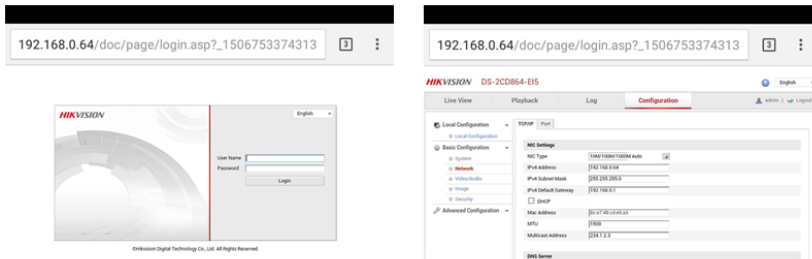 192.168.0.64/doc/page/login.asp?_1506753374313
3
HIKVISION
English
User Name
Password
Login
©Hikvision Digital Technology Co., Ltd. All Rights Reserved.
192.168.0.64/doc/page/login.asp?_1506753374313
3
HIKVISION DS-2CD864-EI5
English
Live View Playback Log Configuration
admin | Logout
Local Configuration
Local Configuration
Basic Configuration
System
Network
Video/Audio
Image
Security
Advanced Configuration
TCP/IP Port
NIC Settings
NIC Type 10M/100M/1000M Auto
IPv4 Address 192.168.0.64
IPv4 Subnet Mask 255.255.255.0
IPv4 Default Gateway 192.168.0.1
DHCP
Mac Address
MTU 1500
Multicast Address 224.1.2.3
DNS Server